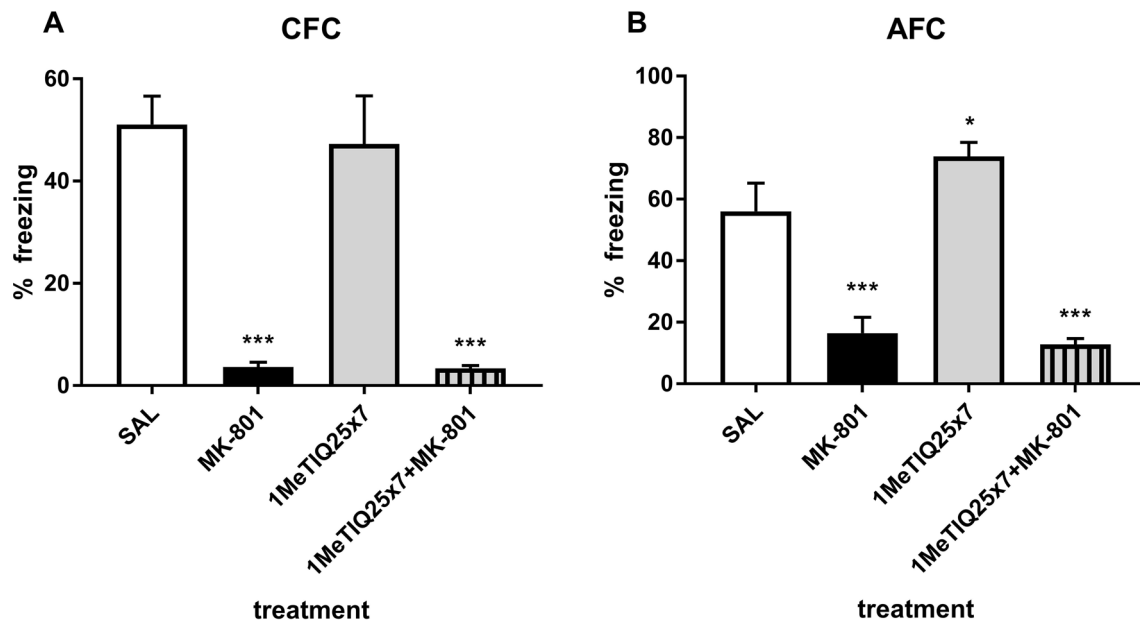 A
CFC
60
40
20
0
% freezing
***
***
SAL
MK-801
1MeTIQ25x7
1MeTIQ25x7+MK-801
treatment
B
AFC
100
80
60
40
20
0
% freezing
***
*
***
SAL
MK-801
1MeTIQ25x7
1MeTIQ25x7+MK-801
treatment